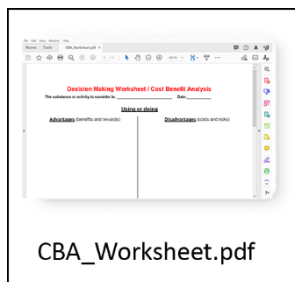 Home Tools CBA_Worksheet.pdf
Decision Making Worksheet / Cost Benefit Analysis
The substance or activity to consider is: Date:
Using or doing
Advantages (benefits and rewards) Disadvantages (costs and risks)
CBA_Worksheet.pdf